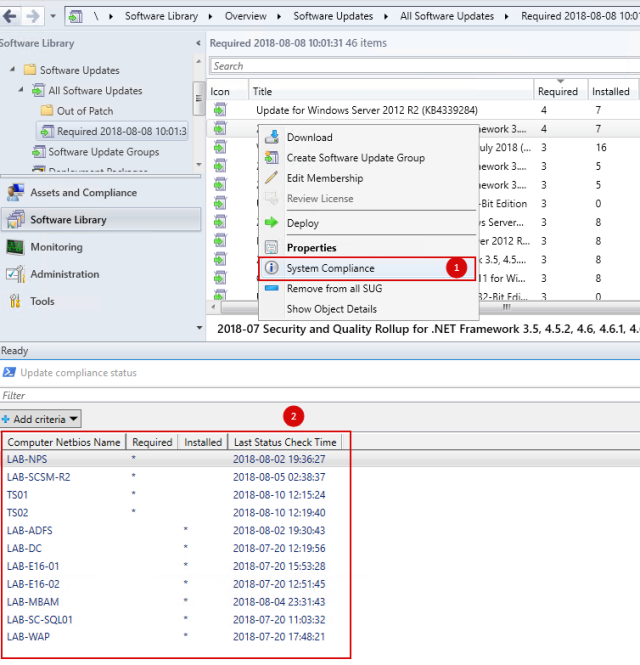 \ ▸ Software Library ▸ Overview ▸ Software Updates ▸ All Software Updates ▸ Required 2018-08-08 10:01
Software Library
Software Updates
All Software Updates
Out of Patch
Required 2018-08-08 10:01:3
Software Update Groups
Deployment Packages
Assets and Compliance
Software Library
Monitoring
Administration
Tools
Required 2018-08-08 10:01:31 46 items
Search
Icon Title Required Installed
Update for Windows Server 2012 R2 (KB4339284) 4 7
2 ework 3.... 4 7
uly 2018 (... 3 16
2 ework 3.... 3 5
2 ework 3.... 3 5
-Bit Edition 3 0
s Server... 3 8
ver 2012 R... 3 8
k 3.5, 4.5... 3 8
11 for Wi... 3 8
32-Bit Edi... 3 0
Download
Create Software Update Group
Edit Membership
Review License
Deploy
Properties
System Compliance 1
Remove from all SUG
Show Object Details
2018-07 Security and Quality Rollup for .NET Framework 3.5, 4.5.2, 4.6, 4.6.1, 4.
Ready
Update compliance status
Filter
Add criteria
2
Computer Netbios Name Required Installed Last Status Check Time
LAB-NPS * 2018-08-02 19:36:27
LAB-SCSM-R2 * 2018-08-05 02:38:37
TS01 * 2018-08-10 12:15:24
TS02 * 2018-08-10 12:19:40
LAB-ADFS * 2018-08-02 19:30:43
LAB-DC * 2018-07-20 12:19:56
LAB-E16-01 * 2018-07-20 15:53:28
LAB-E16-02 * 2018-07-20 12:51:45
LAB-MBAM * 2018-08-04 23:31:43
LAB-SC-SQL01 * 2018-07-20 11:03:32
LAB-WAP * 2018-07-20 17:48:21